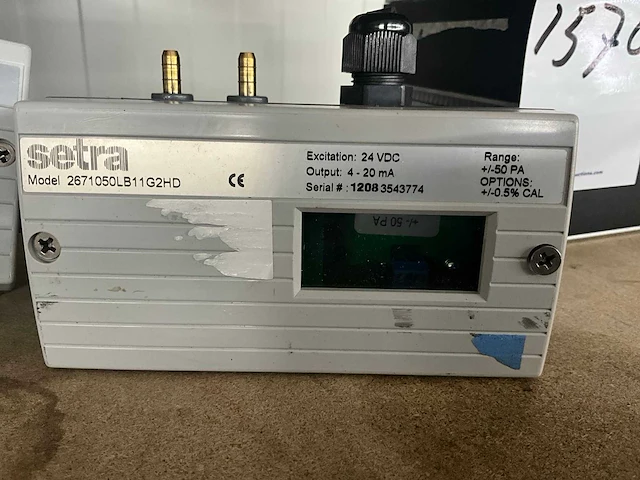 setra
Model 2671050LB11G2HD
CE
Excitation: 24 VDC
Output: 4 - 20 mA
Serial # : 1208 3543774
Range:
+/-50 PA
OPTIONS:
+/-0.5% CAL
+/- 50 PA